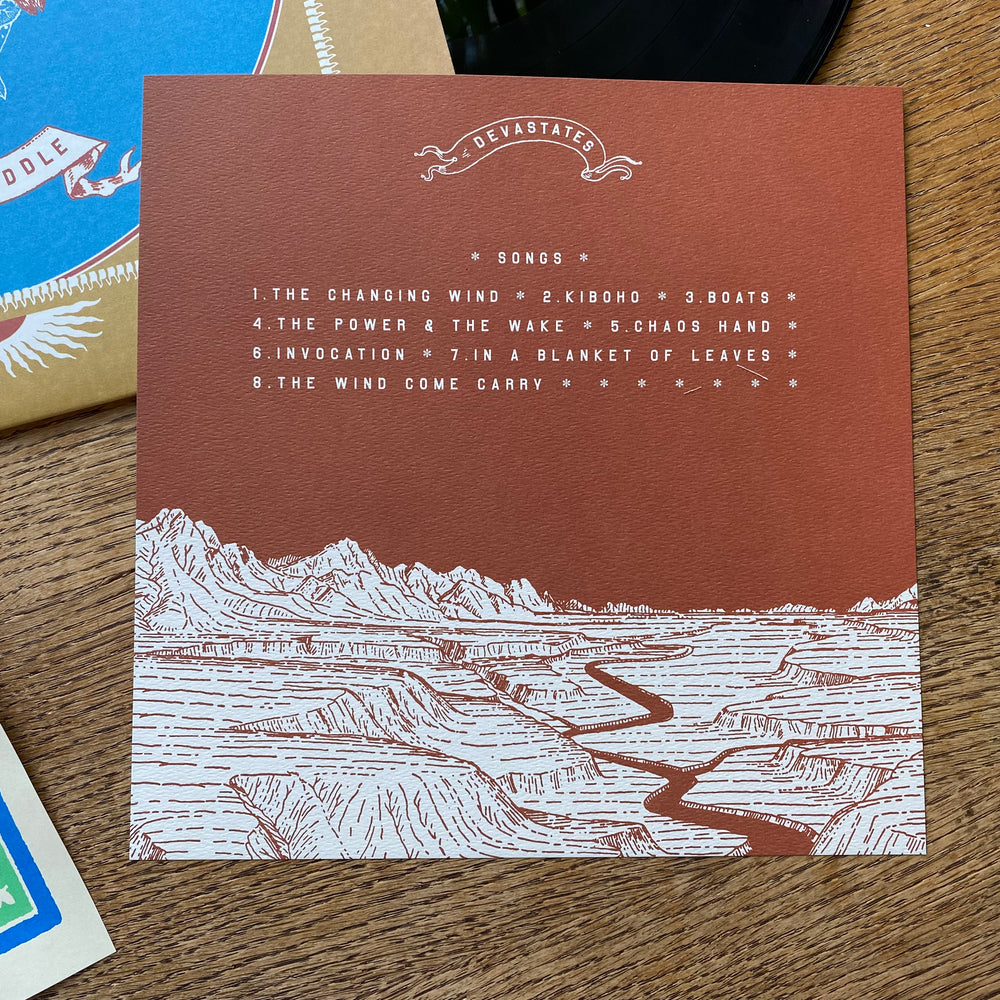 DDLE
DEVASTATES
* SONGS *
1.THE CHANGING WIND * 2.KIBOHO * 3.BOATS *
4.THE POWER & THE WAKE * 5.CHAOS HAND *
6.INVOCATION * 7.IN A BLANKET OF LEAVES *
8.THE WIND COME CARRY * * * * * * *